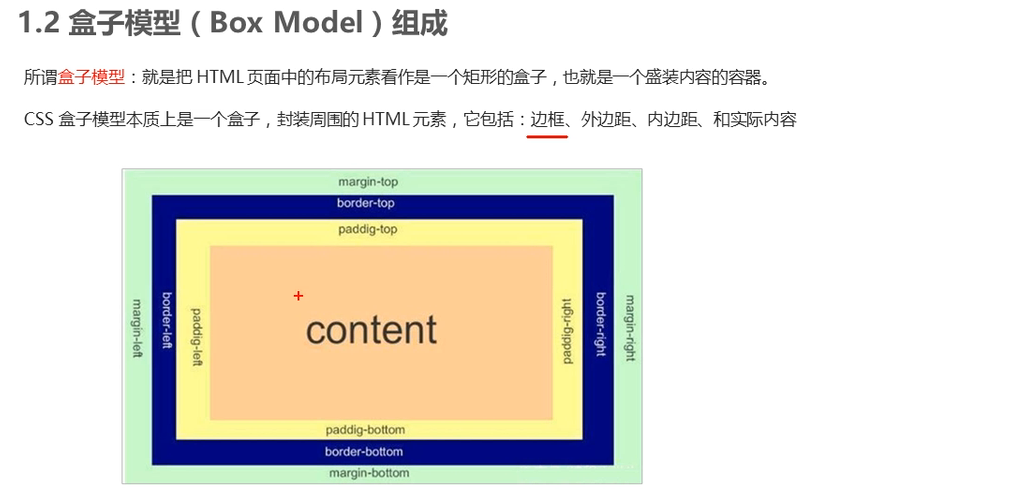 1.2 盒子模型（Box Model）组成
所谓盒子模型：就是把 HTML 页面中的布局元素看作是一个矩形的盒子，也就是一个盛装内容的容器。
CSS 盒子模型本质上是一个盒子，封装周围的 HTML 元素，它包括：边框、外边距、内边距、和实际内容
margin-top
border-top
paddig-top
margin-left
border-left
paddig-left
content
paddig-right
border-right
margin-right
paddig-bottom
border-bottom
margin-bottom